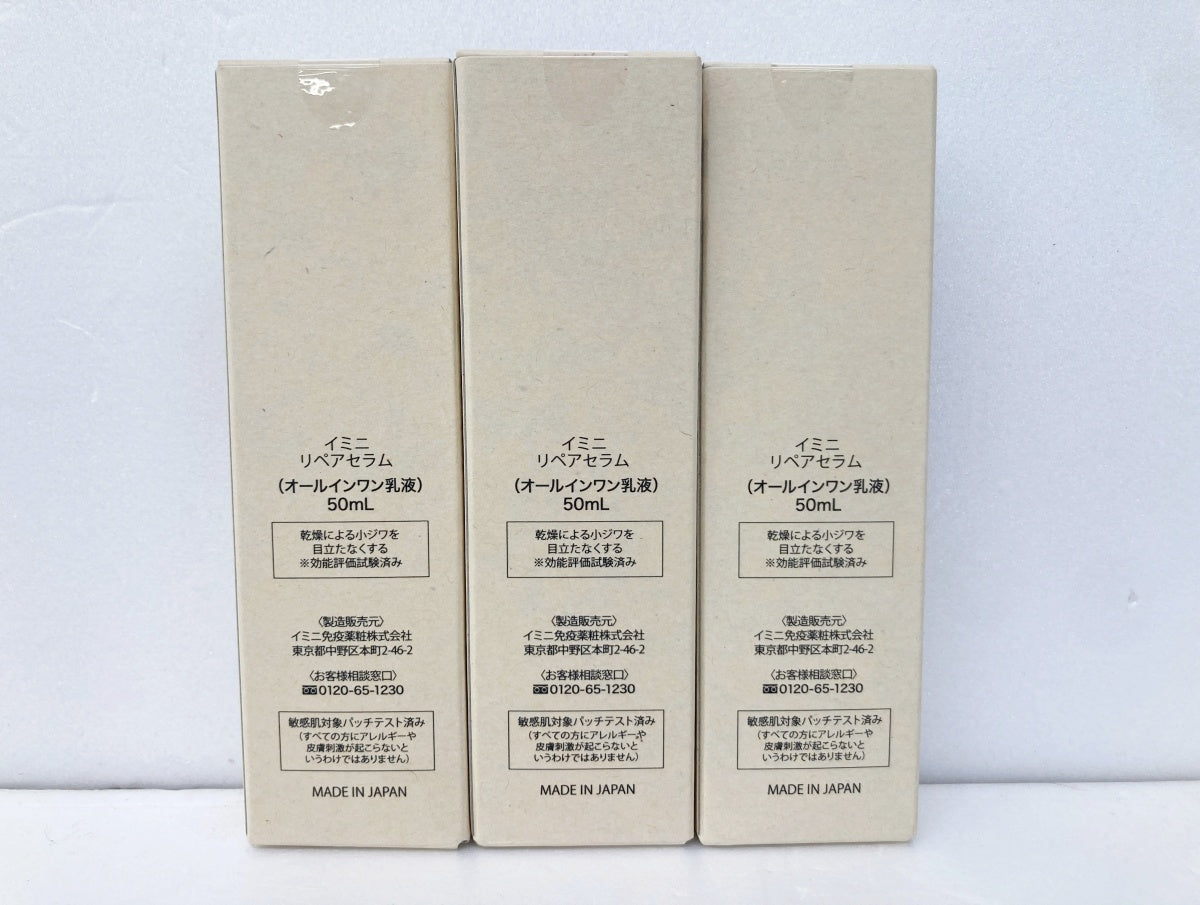 イミニ
リペアセラム
(オールインワン乳液)
50mL
乾燥による小ジワを
目立たなくする
※効能評価試験済み
〈製造販売元〉
イミニ免疫薬粧株式会社
東京都中野区本町2-46-2
〈お客様相談窓口〉
0120-65-1230
敏感肌対象パッチテスト済み
(すべての方にアレルギーや
皮膚刺激が起こらないと
いうわけではありません)
MADE IN JAPAN
イミニ
リペアセラム
(オールインワン乳液)
50mL
乾燥による小ジワを
目立たなくする
※効能評価試験済み
〈製造販売元〉
イミニ免疫薬粧株式会社
東京都中野区本町2-46-2
〈お客様相談窓口〉
0120-65-1230
敏感肌対象パッチテスト済み
(すべての方にアレルギーや
皮膚刺激が起こらないと
いうわけではありません)
MADE IN JAPAN
イミニ
リペアセラム
(オールインワン乳液)
50mL
乾燥による小ジワを
目立たなくする
※効能評価試験済み
〈製造販売元〉
イミニ免疫薬粧株式会社
東京都中野区本町2-46-2
〈お客様相談窓口〉
0120-65-1230
敏感肌対象パッチテスト済み
(すべての方にアレルギーや
皮膚刺激が起こらないと
いうわけではありません)
MADE IN JAPAN